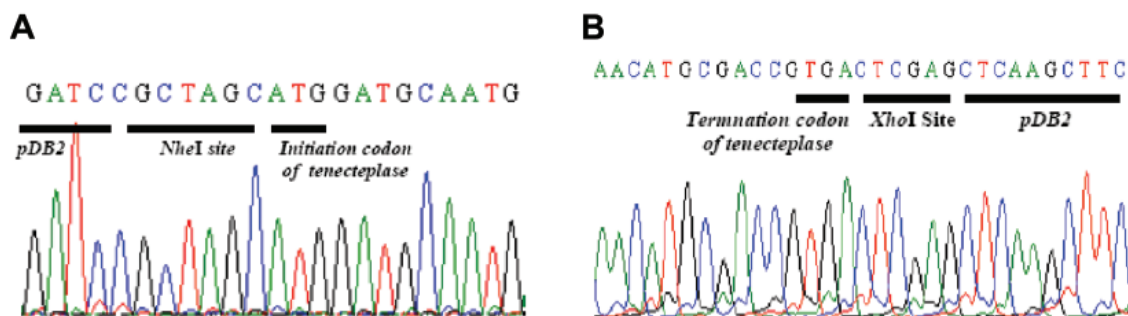 A
GATCCGCTAGCATGGATGCAATG
pDB2
NheI site
Initiation codon
of tenecteplase
B
AACATGCGACCGTGACTCGAGCTCAAGCTTC
Termnation codon
of tenecteplase
XhoI Site
pDB2